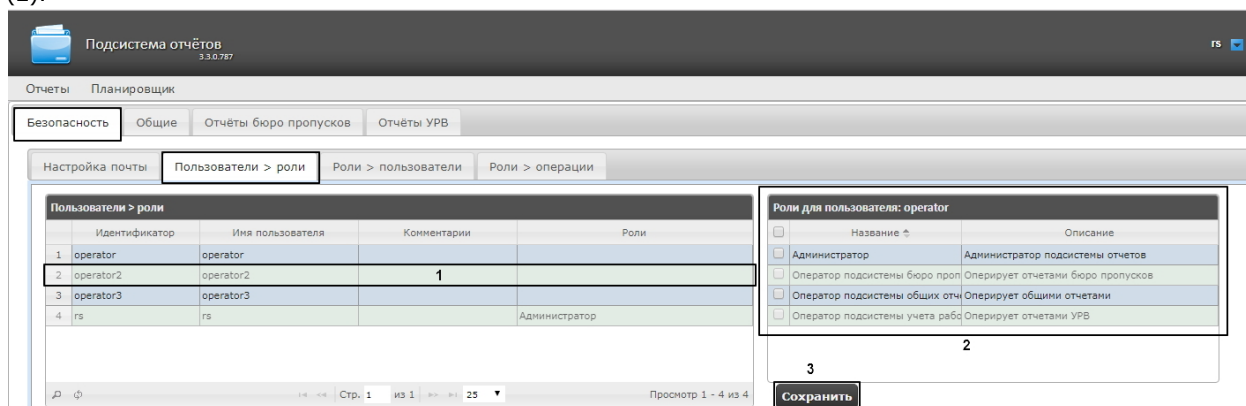 Подсистема отчётов
3.3.0.787
rs
Отчеты Планировщик
Безопасность Общие Отчёты бюро пропусков Отчёты УРВ
Настройка почты Пользователи > роли Роли > пользователи Роли > операции
Пользователи > роли
Идентификатор Имя пользователя Комментарии Роли
1 operator operator
2 operator2 operator2 1
3 operator3 operator3
4 rs rs Администратор
Стр. 1 из 1 25 Просмотр 1 - 4 из 4
Роли для пользователя: operator
Название Описание
Администратор Администратор подсистемы отчетов
Оператор подсистемы бюро проп Оперирует отчетами бюро пропусков
Оператор подсистемы общих отч Оперирует общими отчетами
Оператор подсистемы учета рабо Оперирует отчетами УРВ
2
3
Сохранить